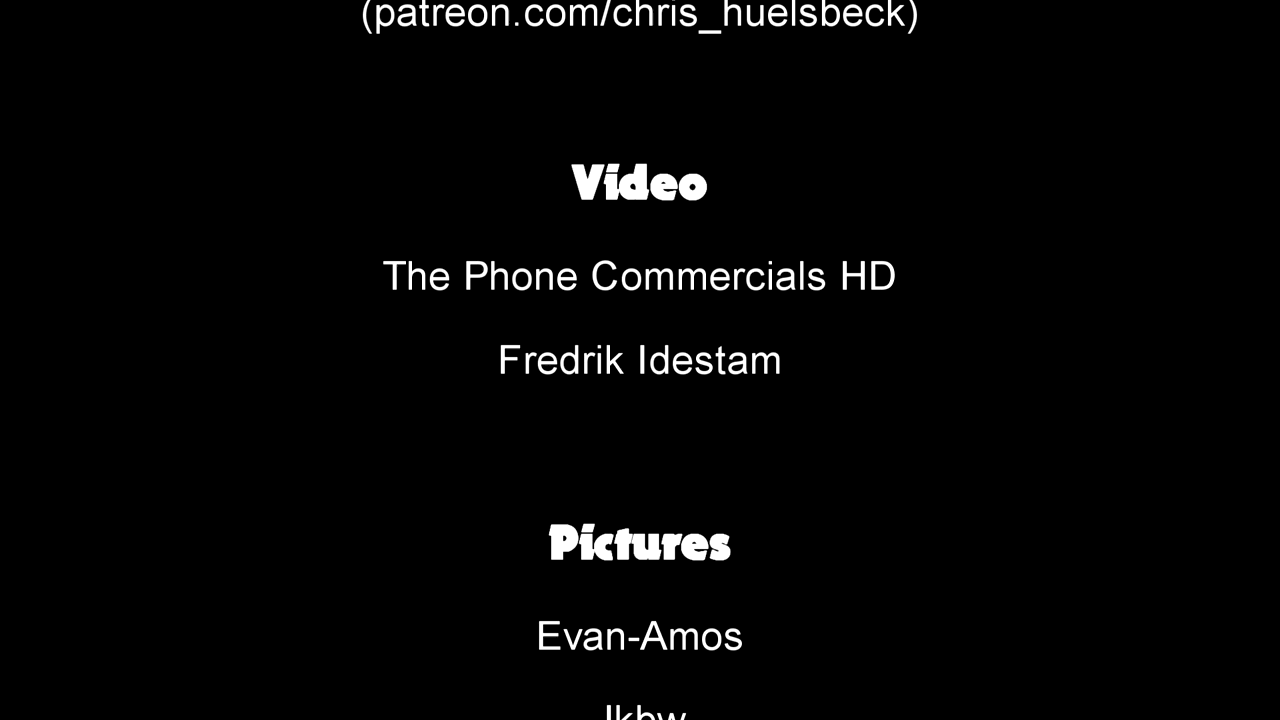 (patreon.com/chris_huelsbeck)
Video
The Phone Commercials HD
Fredrik Idestam
Pictures
Evan-Amos